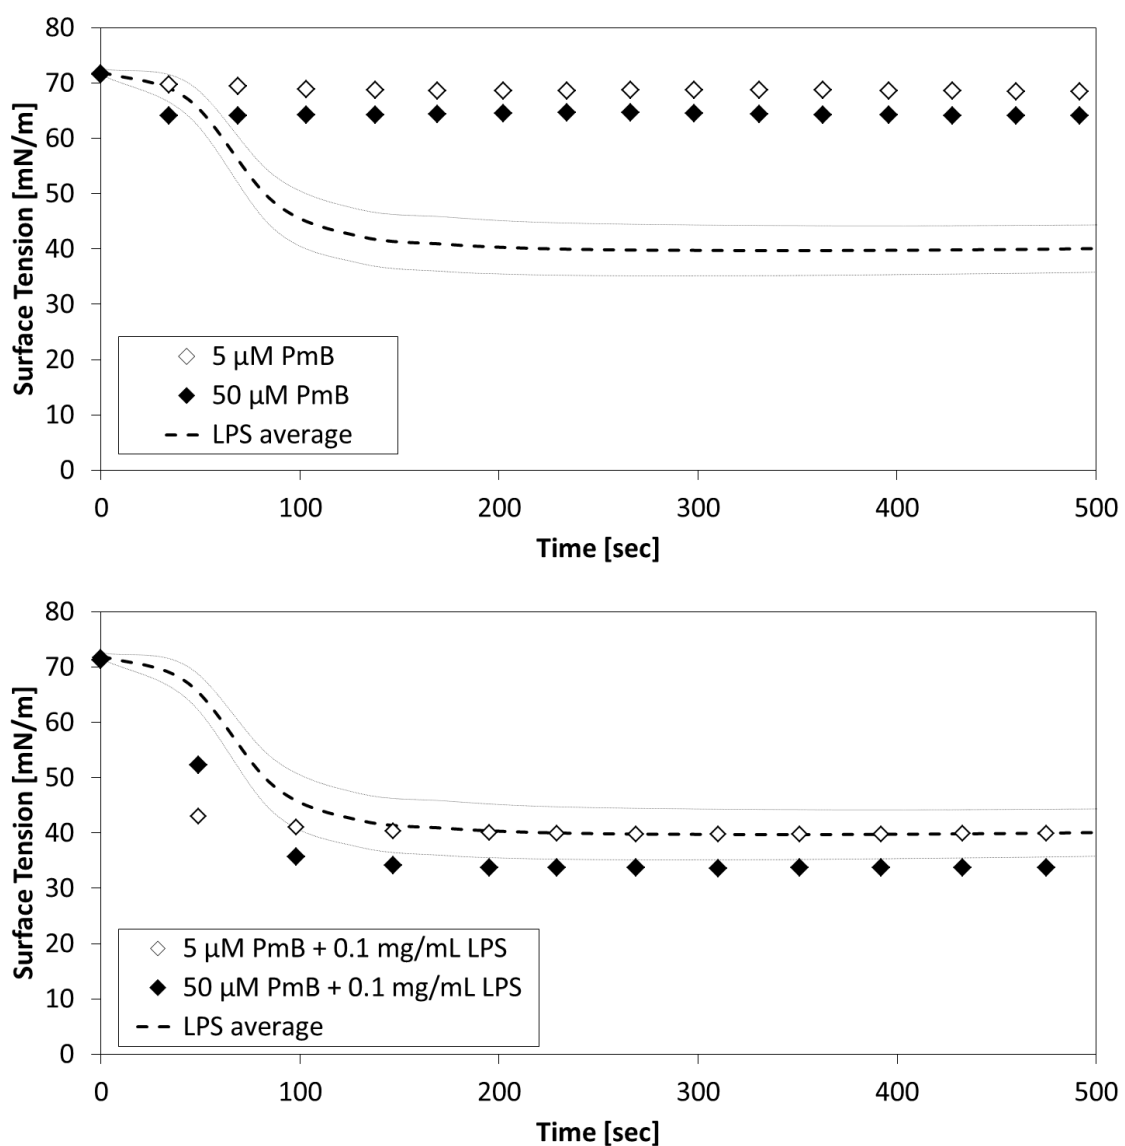 80
70
60
50
40
30
20
10
0
Surface Tension [mN/m]
5 µM PmB
50 µM PmB
LPS average
0 100 200 300 400 500
Time [sec]
80
70
60
50
40
30
20
10
0
Surface Tension [mN/m]
5 µM PmB + 0.1 mg/mL LPS
50 µM PmB + 0.1 mg/mL LPS
LPS average
0 100 200 300 400 500
Time [sec]